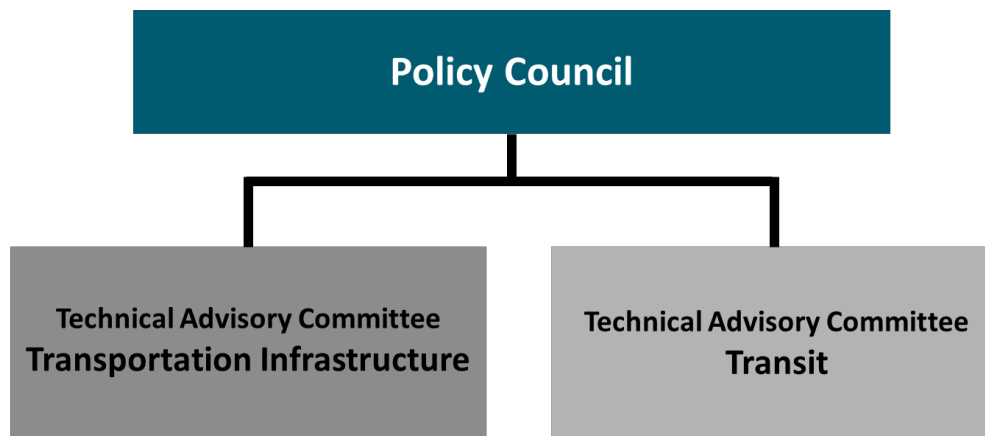 Policy Council
Technical Advisory Committee
Transportation Infrastructure
Technical Advisory Committee
Transit